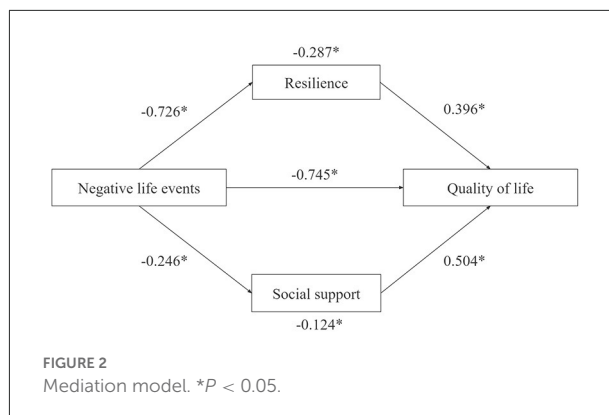 -0.287*
Resilience
-0.726*
0.396*
Negative life events
-0.745*
Quality of life
-0.246*
0.504*
Social support
-0.124*
FIGURE 2
Mediation model. *P < 0.05.